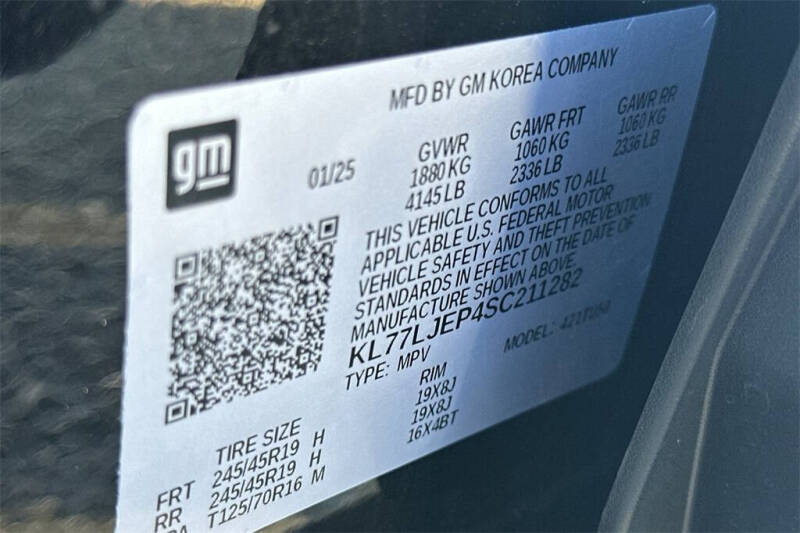 MFD BY GM KOREA COMPANY
gm
01/25
GVWR GAWR FRT GAWR RR
1880 KG 1060 KG 1060 KG
4145 LB 2336 LB 2336 LB
THIS VEHICLE CONFORMS TO ALL
APPLICABLE U.S. FEDERAL MOTOR
VEHICLE SAFETY AND THEFT PREVENTION
STANDARDS IN EFFECT ON THE DATE OF
MANUFACTURE SHOWN ABOVE.
KL77LJEP4SC211282
TYPE: MPV MODEL:
TIRE SIZE RIM
FRT 245/45R19 H 19X8J
RR 245/45R19 H 19X8J
T125/70R16 M 16X4BT